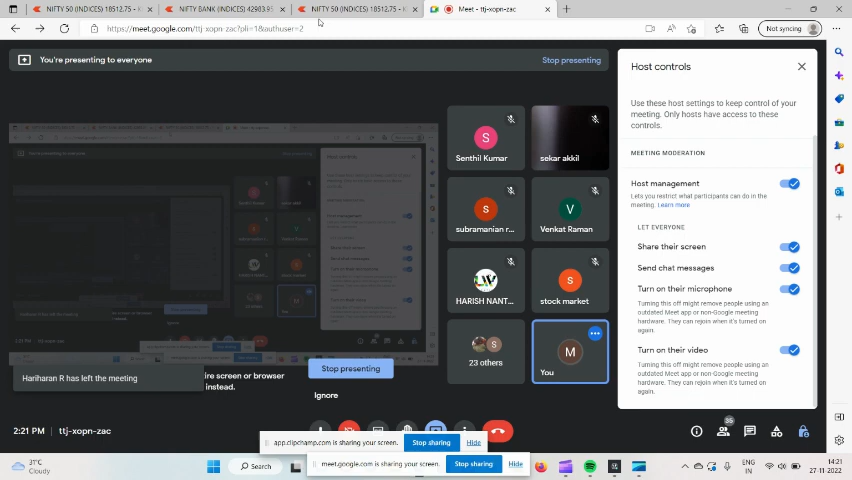 NIFTY 50 (INDICES) 18512.75 - K
NIFTY BANK (INDICES) 42983.95
NIFTY 50 (INDICES) 18512.75 - K
Meet - ttj-xopn-zac
https://meet.google.com/ttj-xopn-zac?pli=1&authuser=2
Not syncing
You're presenting to everyone
Stop presenting
Senthil Kumar
sekar akkil
subramanian r...
Venkat Raman
HARISH NANT...
stock market
23 others
You
Hariharan R has left the meeting
ire screen or browser
instead.
Stop presenting
Ignore
Host controls
Use these host settings to keep control of your
meeting. Only hosts have access to these
controls.
MEETING MODERATION
Host management
Lets you restrict what participants can do in the
meeting. Learn more
LET EVERYONE
Share their screen
Send chat messages
Turn on their microphone
Turning this off might remove people using an
outdated Meet app or non-Google meeting
hardware. They can rejoin when it's turned on
again.
Turn on their video
Turning this off might remove people using an
outdated Meet app or non-Google meeting
hardware. They can rejoin when it's turned on
again.
2:21 PM
ttj-xopn-zac
35
app.clipchamp.com is sharing your screen.
Stop sharing
Hide
meet.google.com is sharing your screen.
Stop sharing
Hide
31°C
Cloudy
Search
ENG
IN
14:21
27-11-2022